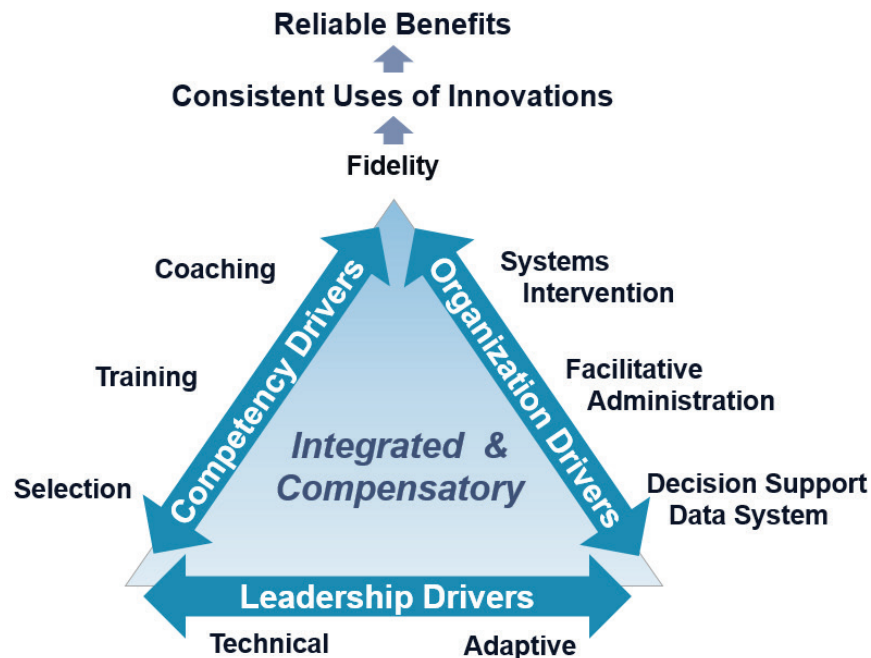 Reliable Benefits
Consistent Uses of Innovations
Fidelity
Coaching
Training
Selection
Competency Drivers
Integrated &
Compensatory
Organization Drivers
Systems
Intervention
Facilitative
Administration
Decision Support
Data System
Leadership Drivers
Technical
Adaptive